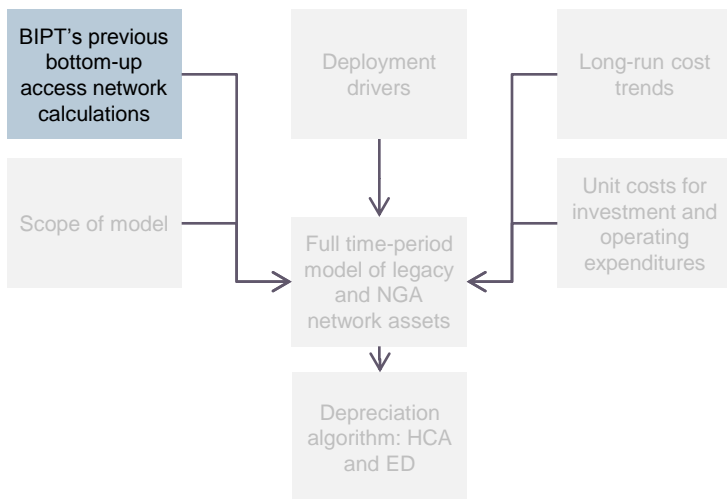 BIPT’s previous
bottom-up
access network
calculations
Deployment
drivers
Long-run cost
trends
Scope of model
Full time-period
model of legacy
and NGA
network assets
Unit costs for
investment and
operating
expenditures
Depreciation
algorithm: HCA
and ED